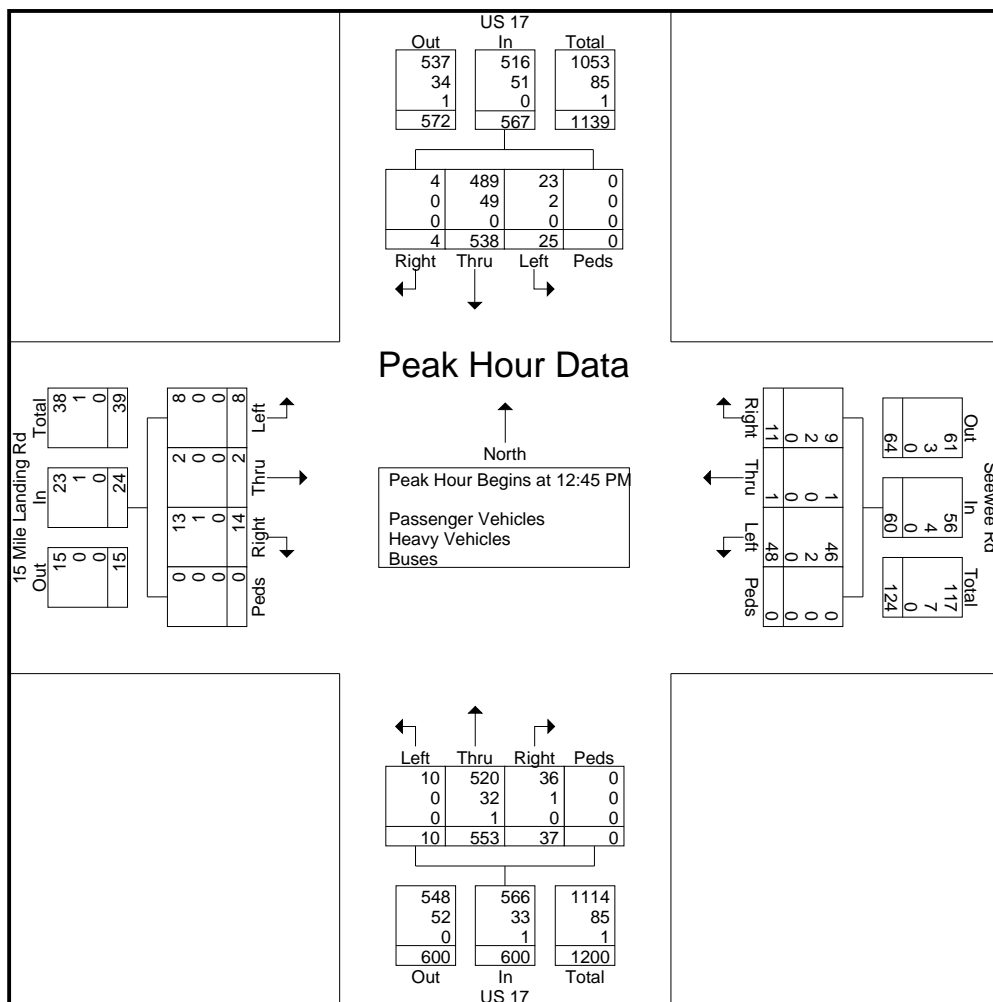 US 17
Out In Total
537 516 1053
34 51 85
1 0 1
572 567 1139
4 489 23 0
0 49 2 0
0 0 0 0
4 538 25 0
Right Thru Left Peds
Peak Hour Data
North
Peak Hour Begins at 12:45 PM
Passenger Vehicles
Heavy Vehicles
Buses
15 Mile Landing Rd
Total In Out
38 23 15
1 1 0
0 0 0
39 24 15
8 2 13 0
0 0 1 0
0 0 0 0
8 2 14 0
Left Thru Right Peds
Right Thru Left Peds
11 1 48 0
0 0 0 0
2 0 2 0
9 1 46 0
Out In Total
61 56 117
3 4 7
0 0 0
64 60 124
Seewee Rd
Left Thru Right Peds
10 520 36 0
0 32 1 0
0 1 0 0
10 553 37 0
548 566 1114
52 33 85
0 1 1
600 600 1200
Out In Total
US 17